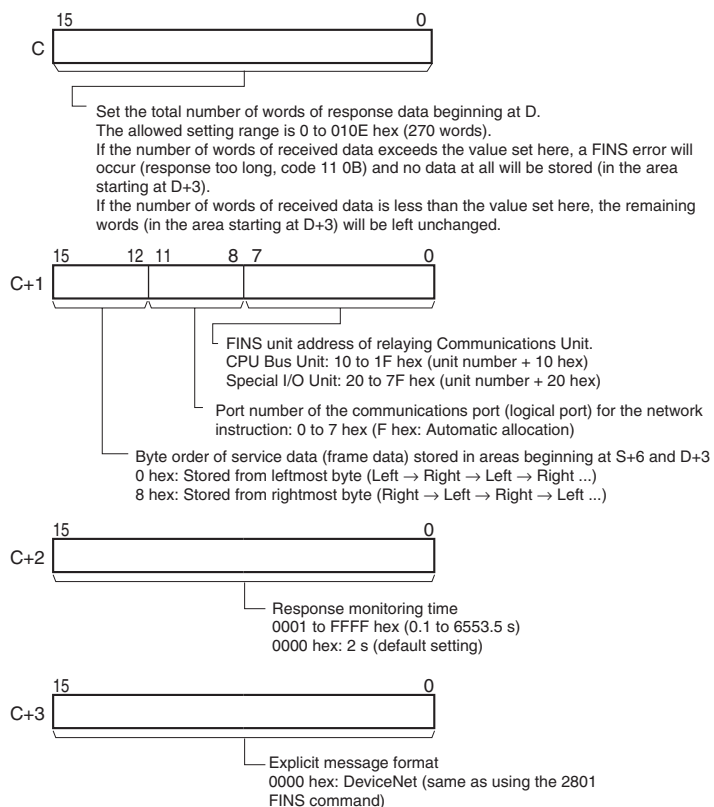 15 0
C
Set the total number of words of response data beginning at D.
The allowed setting range is 0 to 010E hex (270 words).
If the number of words of received data exceeds the value set here, a FINS error will
occur (response too long, code 11 0B) and no data at all will be stored (in the area
starting at D+3).
If the number of words of received data is less than the value set here, the remaining
words (in the area starting at D+3) will be left unchanged.
15 12 11 8 7 0
C+1
FINS unit address of relaying Communications Unit.
CPU Bus Unit: 10 to 1F hex (unit number + 10 hex)
Special I/O Unit: 20 to 7F hex (unit number + 20 hex)
Port number of the communications port (logical port) for the network
instruction: 0 to 7 hex (F hex: Automatic allocation)
Byte order of service data (frame data) stored in areas beginning at S+6 and D+3
0 hex: Stored from leftmost byte (Left → Right → Left → Right ...)
8 hex: Stored from rightmost byte (Right → Left → Right → Left ...)
15 0
C+2
Response monitoring time
0001 to FFFF hex (0.1 to 6553.5 s)
0000 hex: 2 s (default setting)
15 0
C+3
Explicit message format
0000 hex: DeviceNet (same as using the 2801
FINS command)